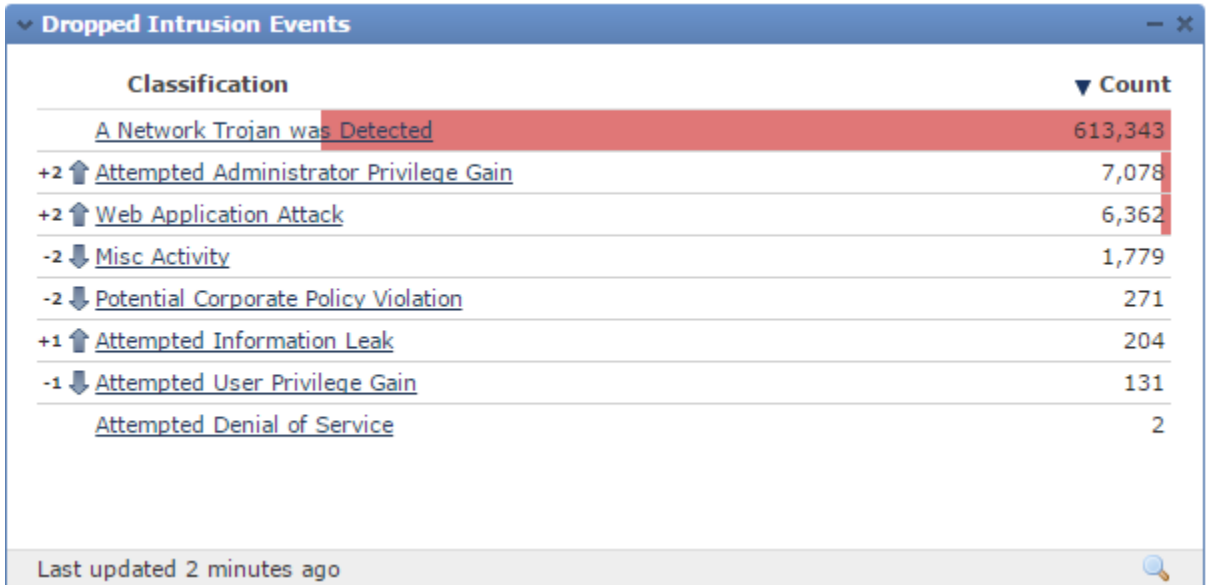 Dropped Intrusion Events
Classification Count
A Network Trojan was Detected 613,343
+2 Attempted Administrator Privilege Gain 7,078
+2 Web Application Attack 6,362
-2 Misc Activity 1,779
-2 Potential Corporate Policy Violation 271
+1 Attempted Information Leak 204
-1 Attempted User Privilege Gain 131
Attempted Denial of Service 2
Last updated 2 minutes ago